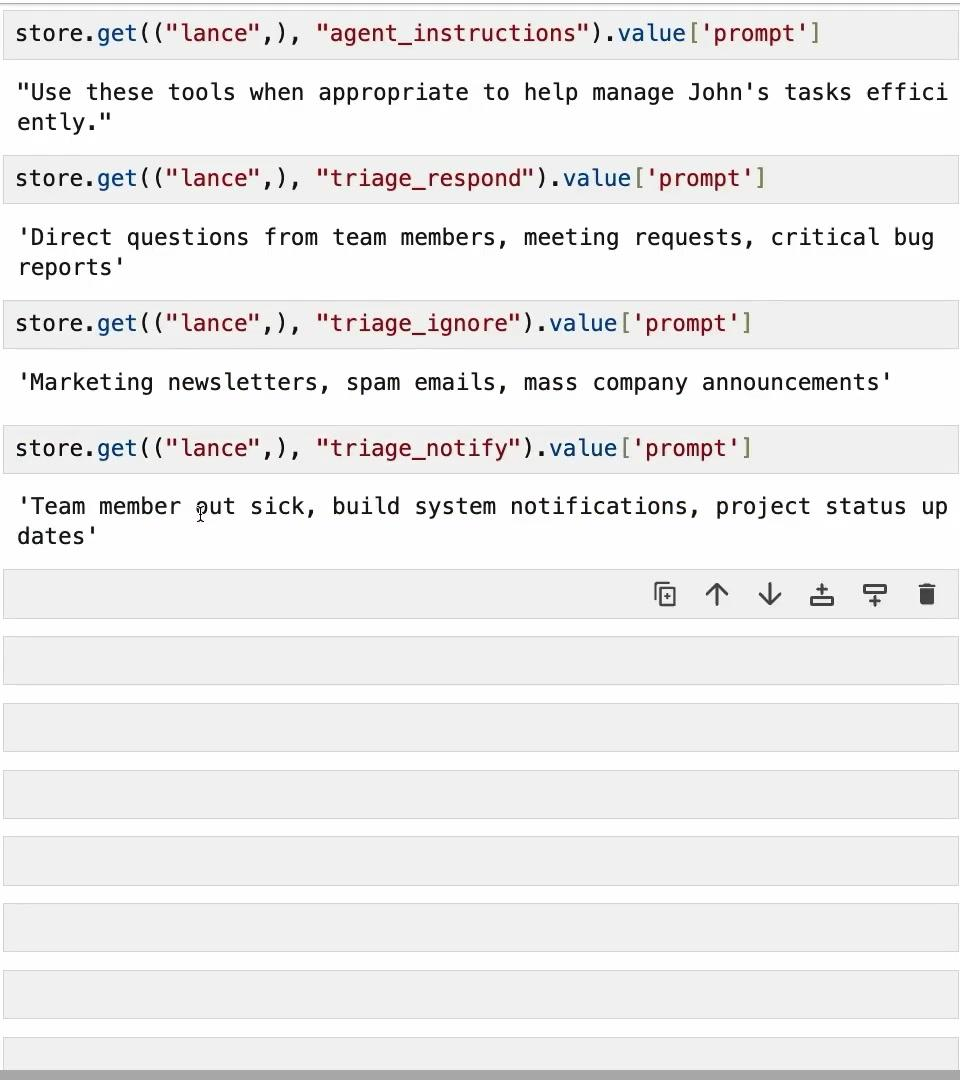 store.get(("lance",), "agent_instructions").value['prompt']
"Use these tools when appropriate to help manage John's tasks effici
ently."
store.get(("lance",), "triage_respond").value['prompt']
'Direct questions from team members, meeting requests, critical bug
reports'
store.get(("lance",), "triage_ignore").value['prompt']
'Marketing newsletters, spam emails, mass company announcements'
store.get(("lance",), "triage_notify").value['prompt']
'Team member out sick, build system notifications, project status up
dates'